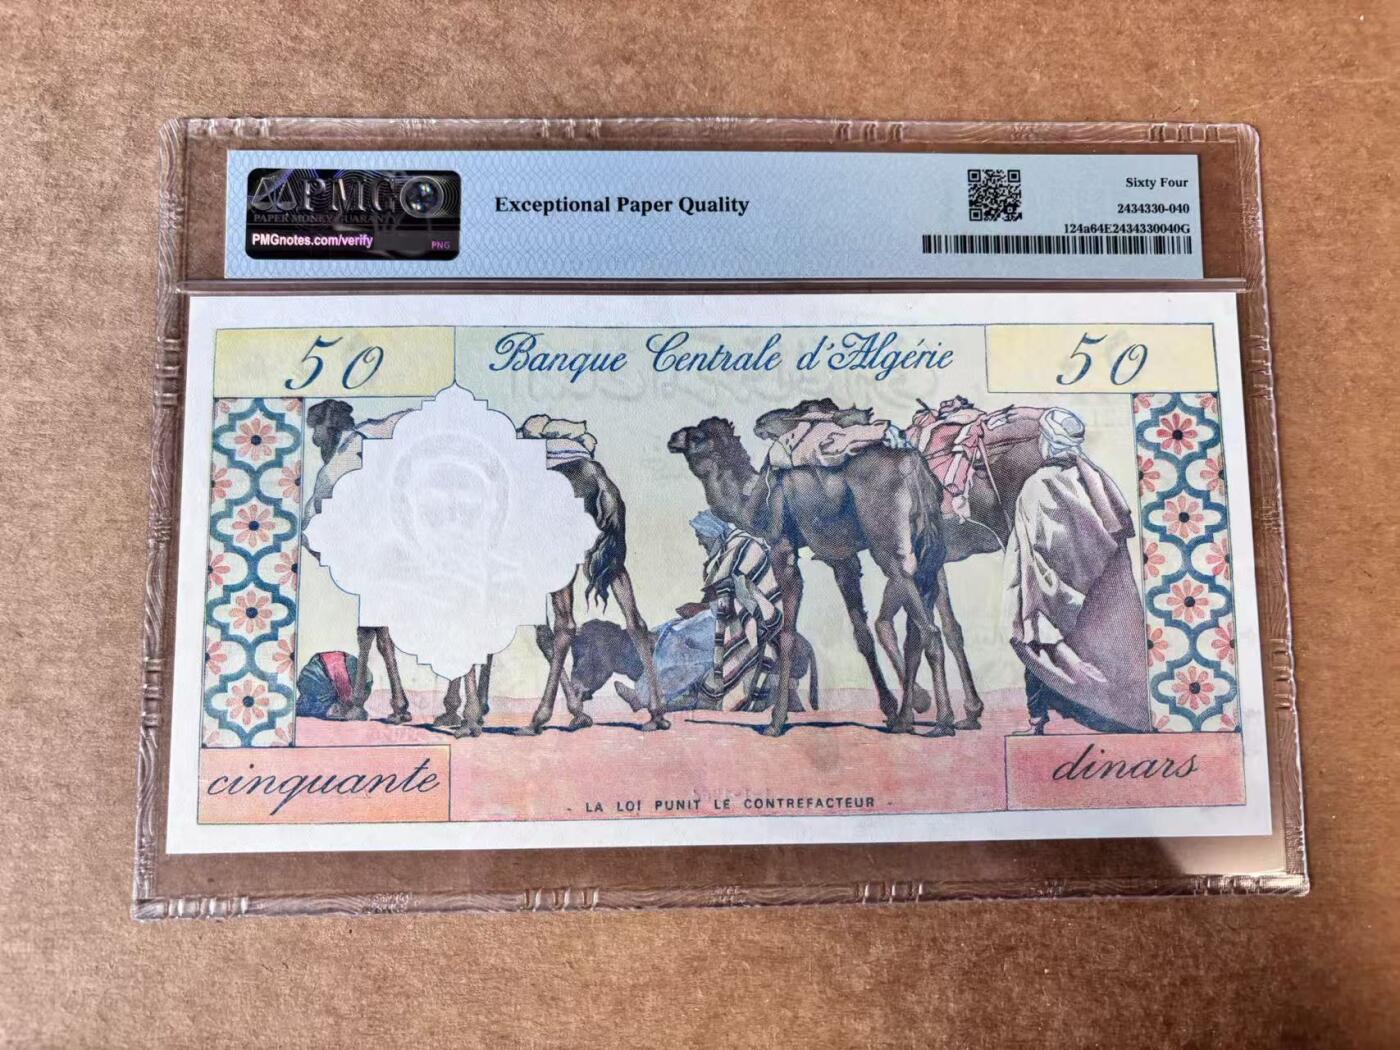 PMG
PAPER MONEY GUARANTY
PMGnotes.com/verify
PNG
Exceptional Paper Quality
Sixty Four
2434330-040
124a64E2434330040G
50
Banque Centrale d'Algérie
50
cinquante
dinars
- LA LOI PUNIT LE CONTREFACTEUR -